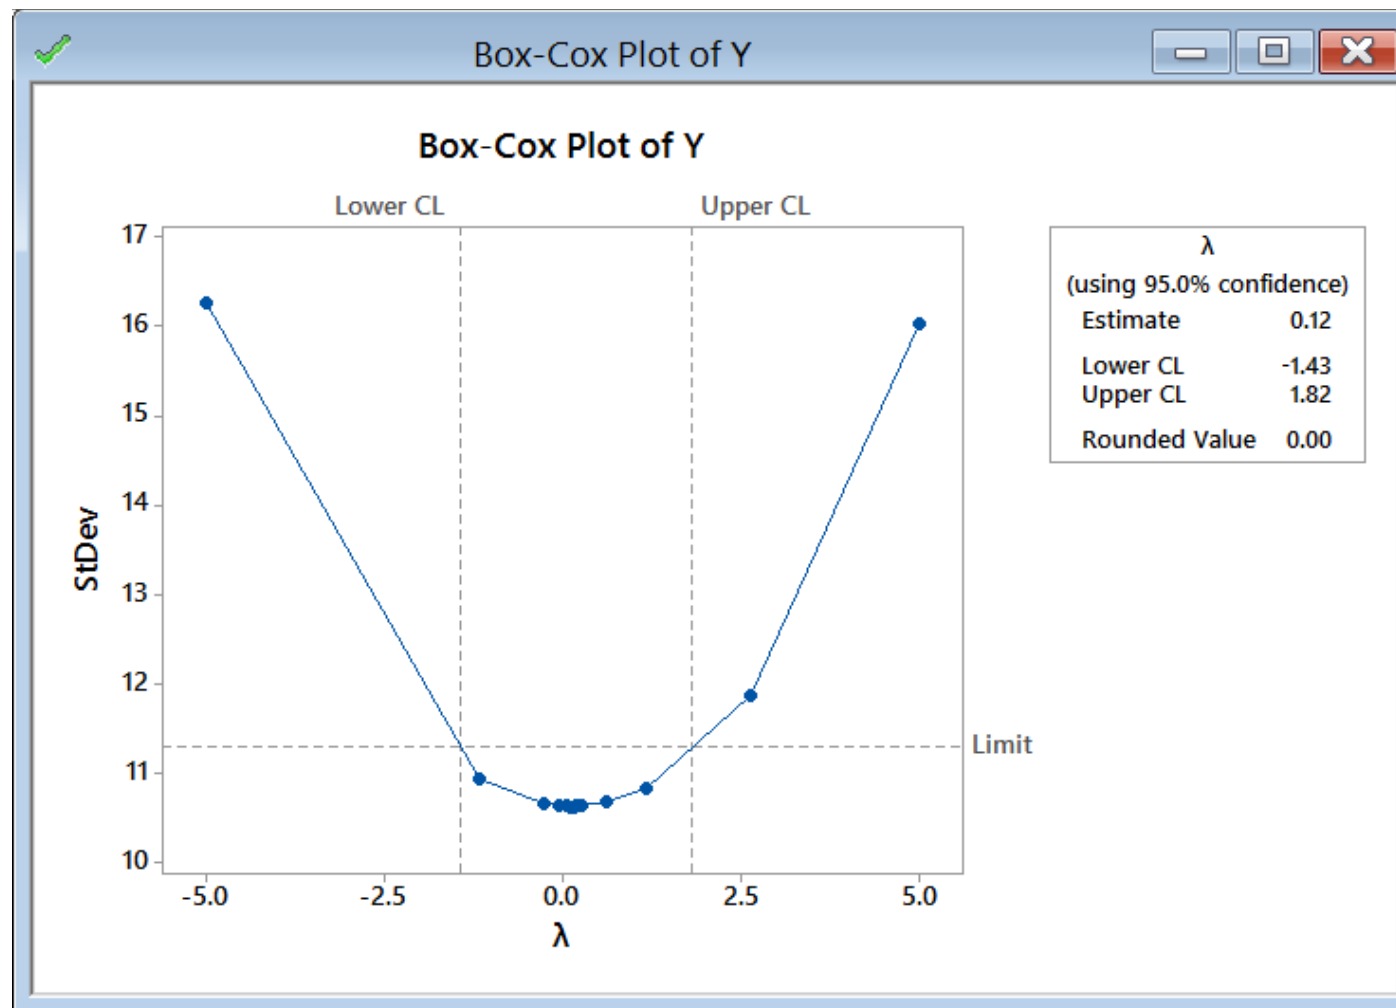 Box-Cox Plot of Y
Box-Cox Plot of Y
Lower CL
Upper CL
17
16
15
14
13
12
11
10
StDev
Limit
-5.0
-2.5
0.0
2.5
5.0
λ
λ
(using 95.0% confidence)
Estimate 0.12
Lower CL -1.43
Upper CL 1.82
Rounded Value 0.00